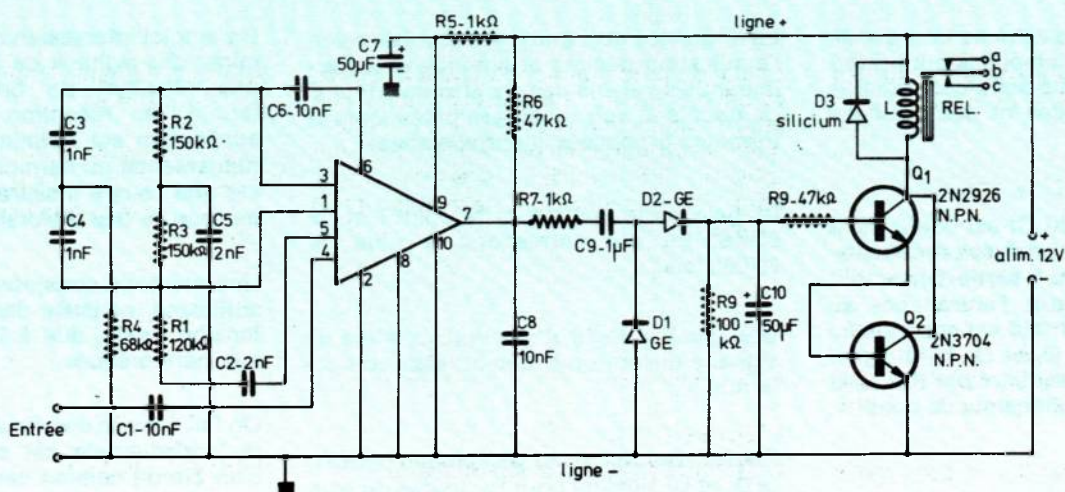 R5-1kΩ
ligne +
C7
50µF
+
-
C6-10nF
R6
47kΩ
D3
silicium
L
REL.
a
b
c
C3
1nF
R2
150kΩ
6
3
1
5
4
9
10
7
2
8
R7-1kΩ
C9-1µF
D2-GE
R9-47kΩ
Q1
2N2926
N.P.N.
C4
1nF
R3
150kΩ
C5
2nF
+
alim. 12V
-
R4
68kΩ
R1
120kΩ
C2-2nF
C8
10nF
D1
GE
R9
100
kΩ
+
C10
50µF
Q2
2N3704
N.P.N.
Entrée
C1-10nF
ligne -